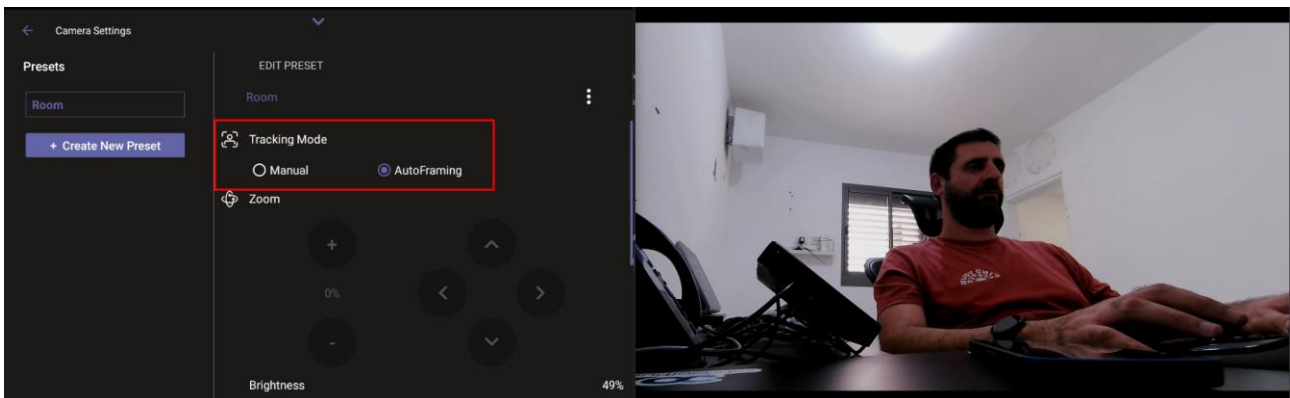 Camera Settings
Presets
Room
+ Create New Preset
EDIT PRESET
Room
Tracking Mode
Manual
AutoFraming
Zoom
+
0%
-
Brightness
49%